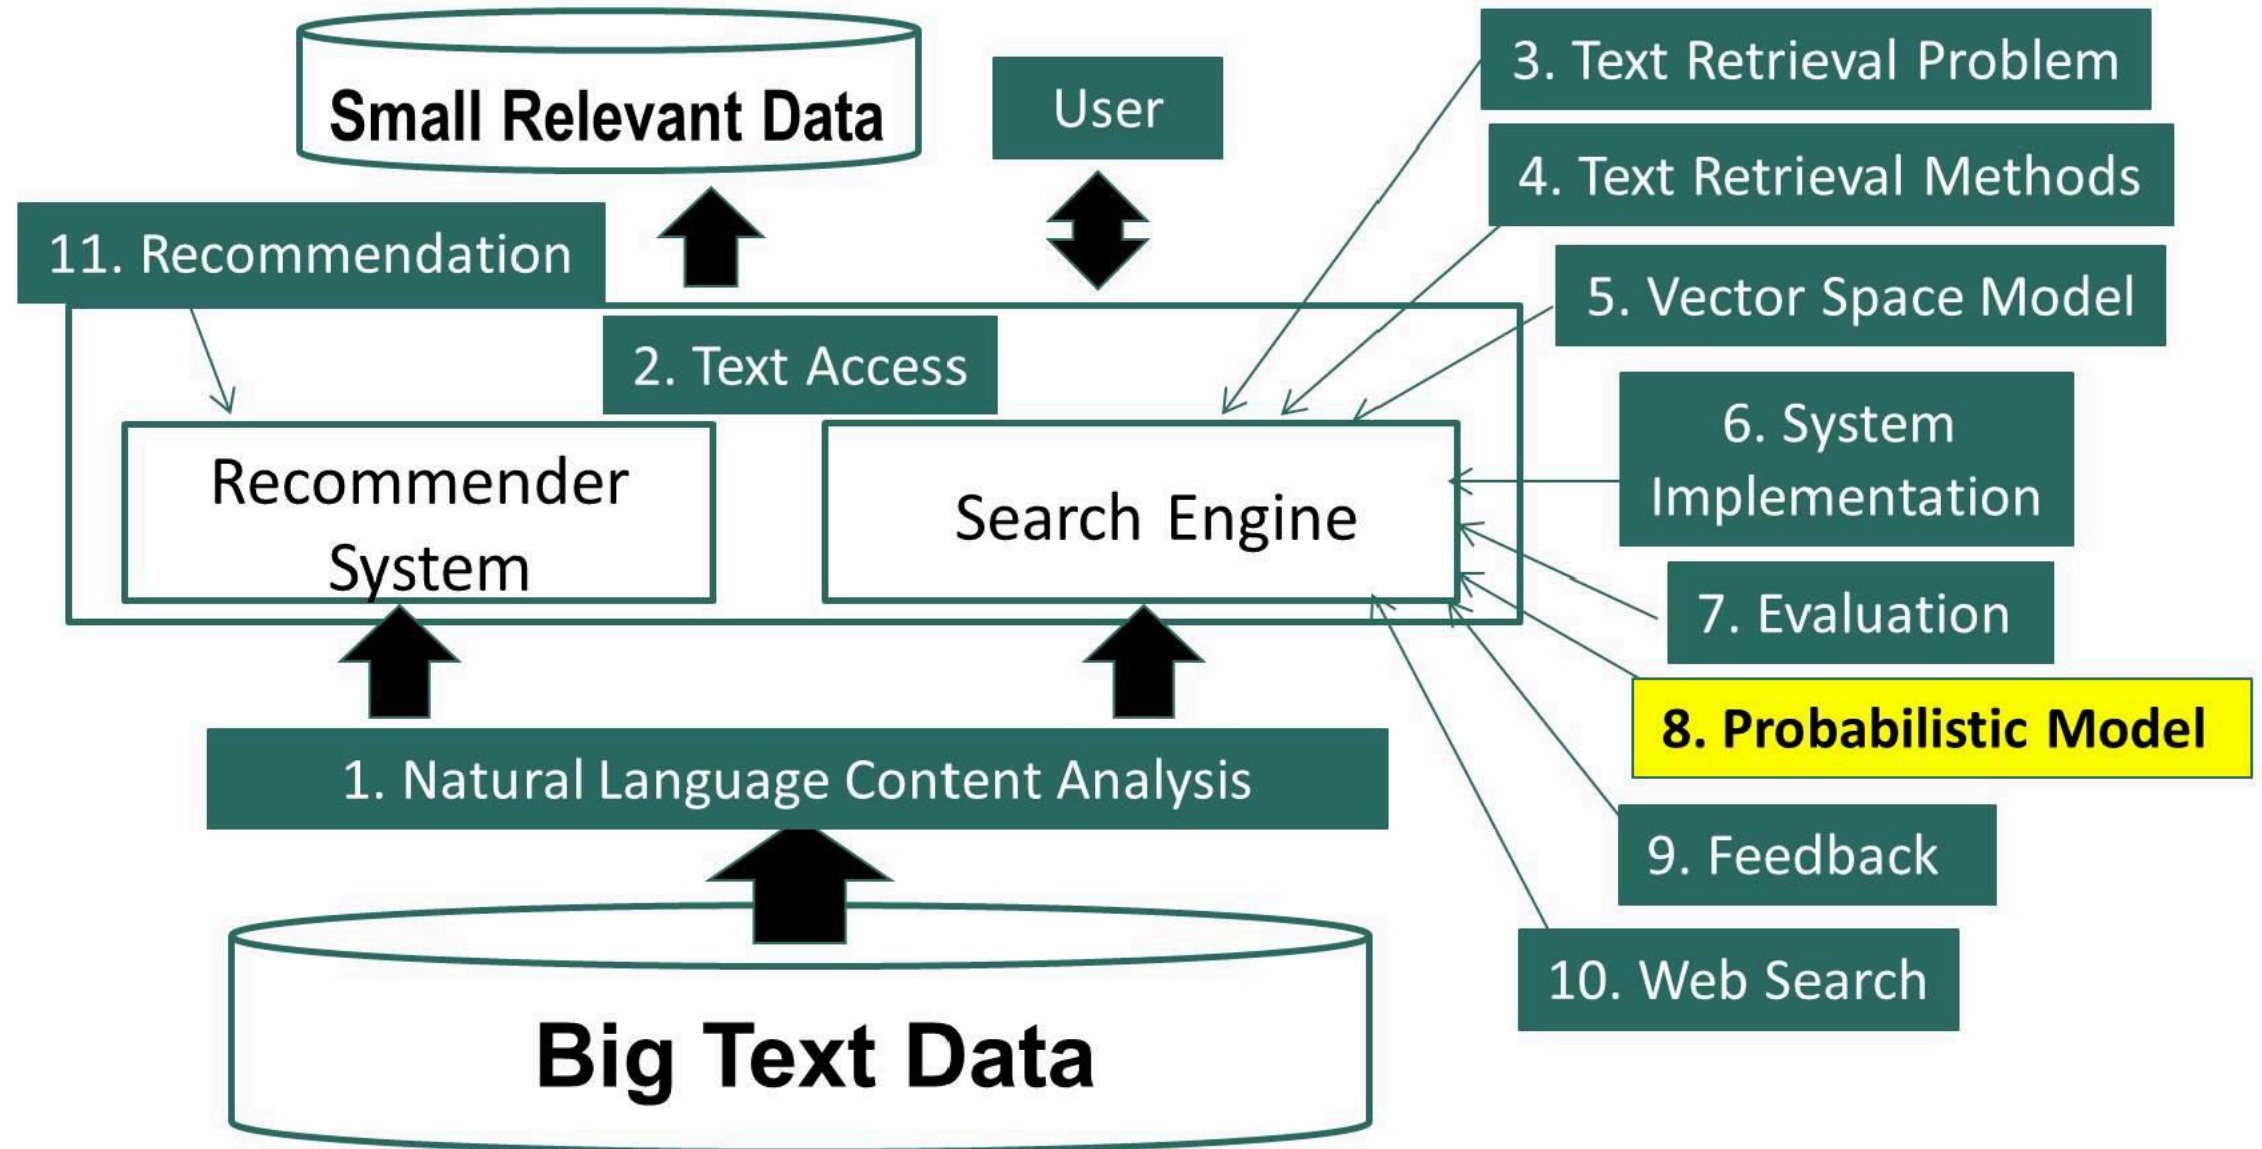 Small Relevant Data
User
3. Text Retrieval Problem
4. Text Retrieval Methods
11. Recommendation
5. Vector Space Model
2. Text Access
6. System
Implementation
Recommender
System
Search Engine
7. Evaluation
8. Probabilistic Model
1. Natural Language Content Analysis
9. Feedback
10. Web Search
Big Text Data